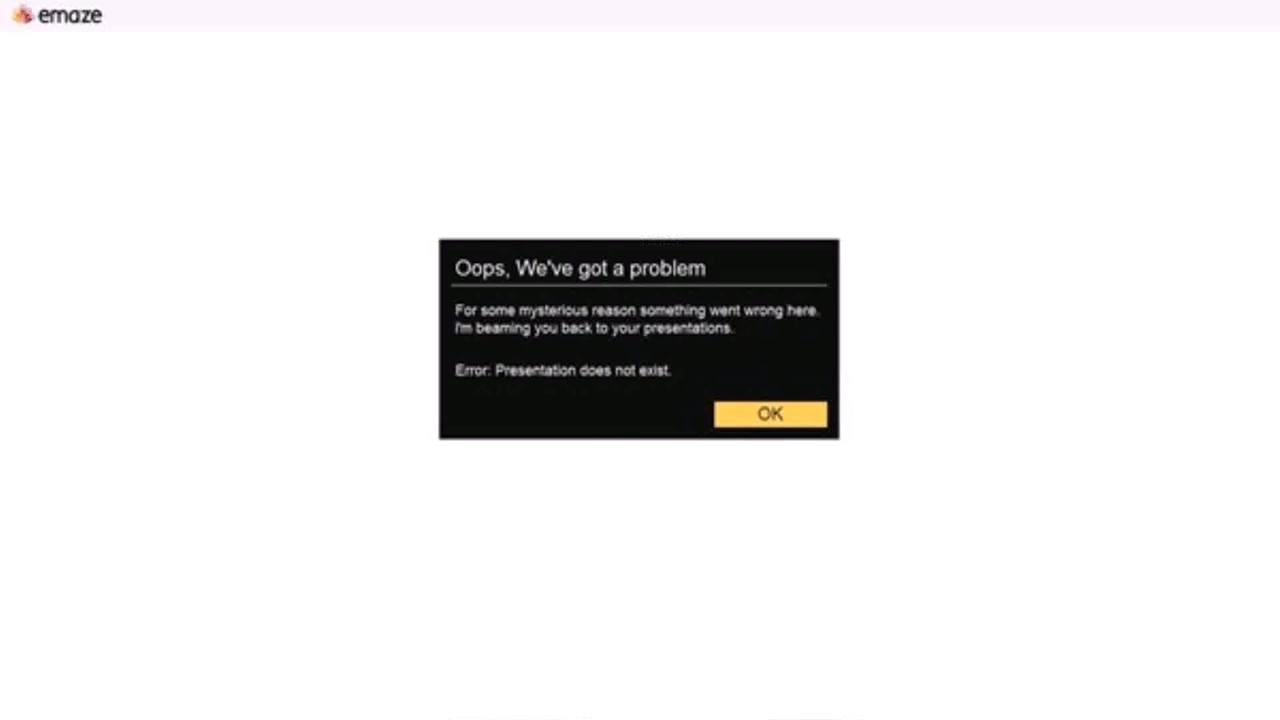 emaze
Oops, We've got a problem
For some mysterious reason something went wrong here.
I'm beaming you back to your presentations.
Error: Presentation does not exist.
OK